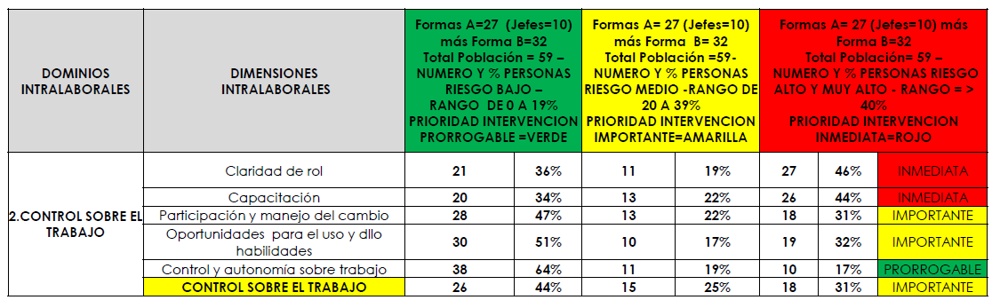 DOMINIOS
INTRALABORALES
DIMENSIONES
INTRALABORALES
Formas A=27 (Jefes=10)
más Forma B=32
Total Población = 59 –
NUMERO Y % PERSONAS
RIESGO BAJO –
RANGO DE 0 A 19%
PRIORIDAD INTERVENCION
PRORROGABLE =VERDE
Formas A= 27 (Jefes=10)
más Forma B= 32
Total Población =59-
NUMERO Y % PERSONAS
RIESGO MEDIO -RANGO DE
20 A 39%
PRIORIDAD INTERVENCION
IMPORTANTE=AMARILLA
Formas A= 27 (Jefes=10) más
Forma B=32
Total Población= 59 –
NUMERO Y % PERSONAS RIESGO
ALTO Y MUY ALTO - RANGO = >
40%
PRIORIDAD INTERVENCION
INMEDIATA=ROJO
2.CONTROL SOBRE EL
TRABAJO
Claridad de rol 21 36% 11 19% 27 46% INMEDIATA
Capacitación 20 34% 13 22% 26 44% INMEDIATA
Participación y manejo del cambio 28 47% 13 22% 18 31% IMPORTANTE
Oportunidades para el uso y dllo
habilidades 30 51% 10 17% 19 32% IMPORTANTE
Control y autonomía sobre trabajo 38 64% 11 19% 10 17% PRORROGABLE
CONTROL SOBRE EL TRABAJO 26 44% 15 25% 18 31% IMPORTANTE